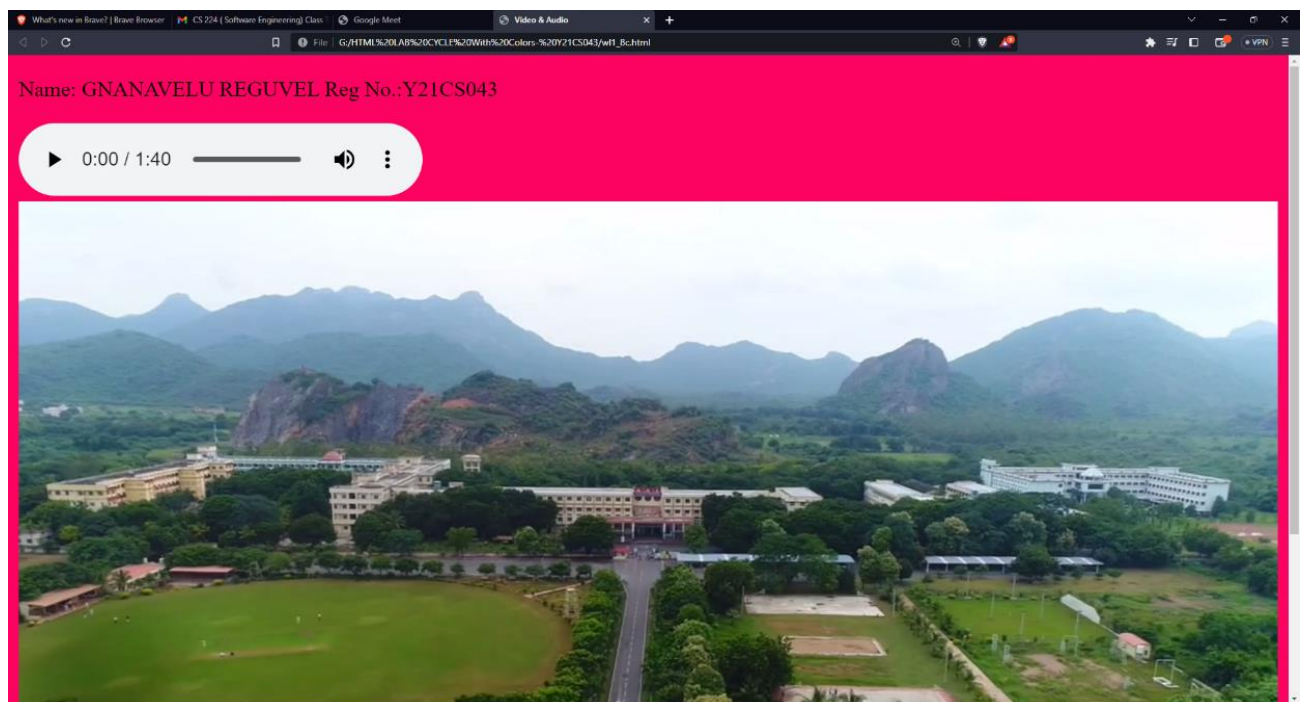 What's new in Brave? | Brave Browser
CS 224 ( Software Engineering) Class
Google Meet
Video & Audio
File G:/HTML%20LAB%20CYCLE%20With%20Colors-%20Y21CS043/wl1_8c.html
VPN
Name: GNANAVELU REGUVEL Reg No.:Y21CS043
0:00 / 1:40